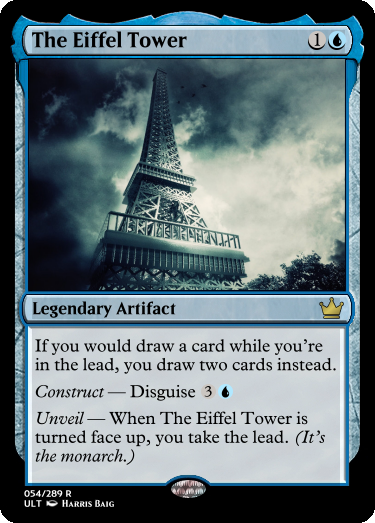 The Eiffel Tower 1
Legendary Artifact
If you would draw a card while you're
in the lead, you draw two cards instead.
Construct — Disguise 3
Unveil — When The Eiffel Tower is
turned face up, you take the lead. (It's
the monarch.)
054/289 R
ULT Harris Baig